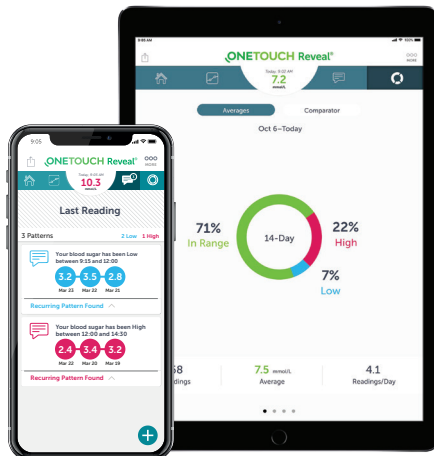 9:05 AM
100%
ONETOUCH Reveal®
MORE
Today, 9:03 AM
7.2
mmol/L
Averages
Comparator
Oct 6–Today
71%
In Range
14-Day
22%
High
7%
Low
7.5 mmol/L
Average
4.1
Readings/Day
9:05
ONETOUCH Reveal®
MORE
10.3
mmol/L
Last Reading
3 Patterns
2 Low 1 High
Your blood sugar has been Low
between 9:15 and 12:00
3.2 3.5 2.8
Mar 23 Mar 22 Mar 21
Recurring Pattern Found
Your blood sugar has been High
between 12:00 and 14:30
2.4 3.4 3.2
Mar 22 Mar 20 Mar 19
Recurring Pattern Found